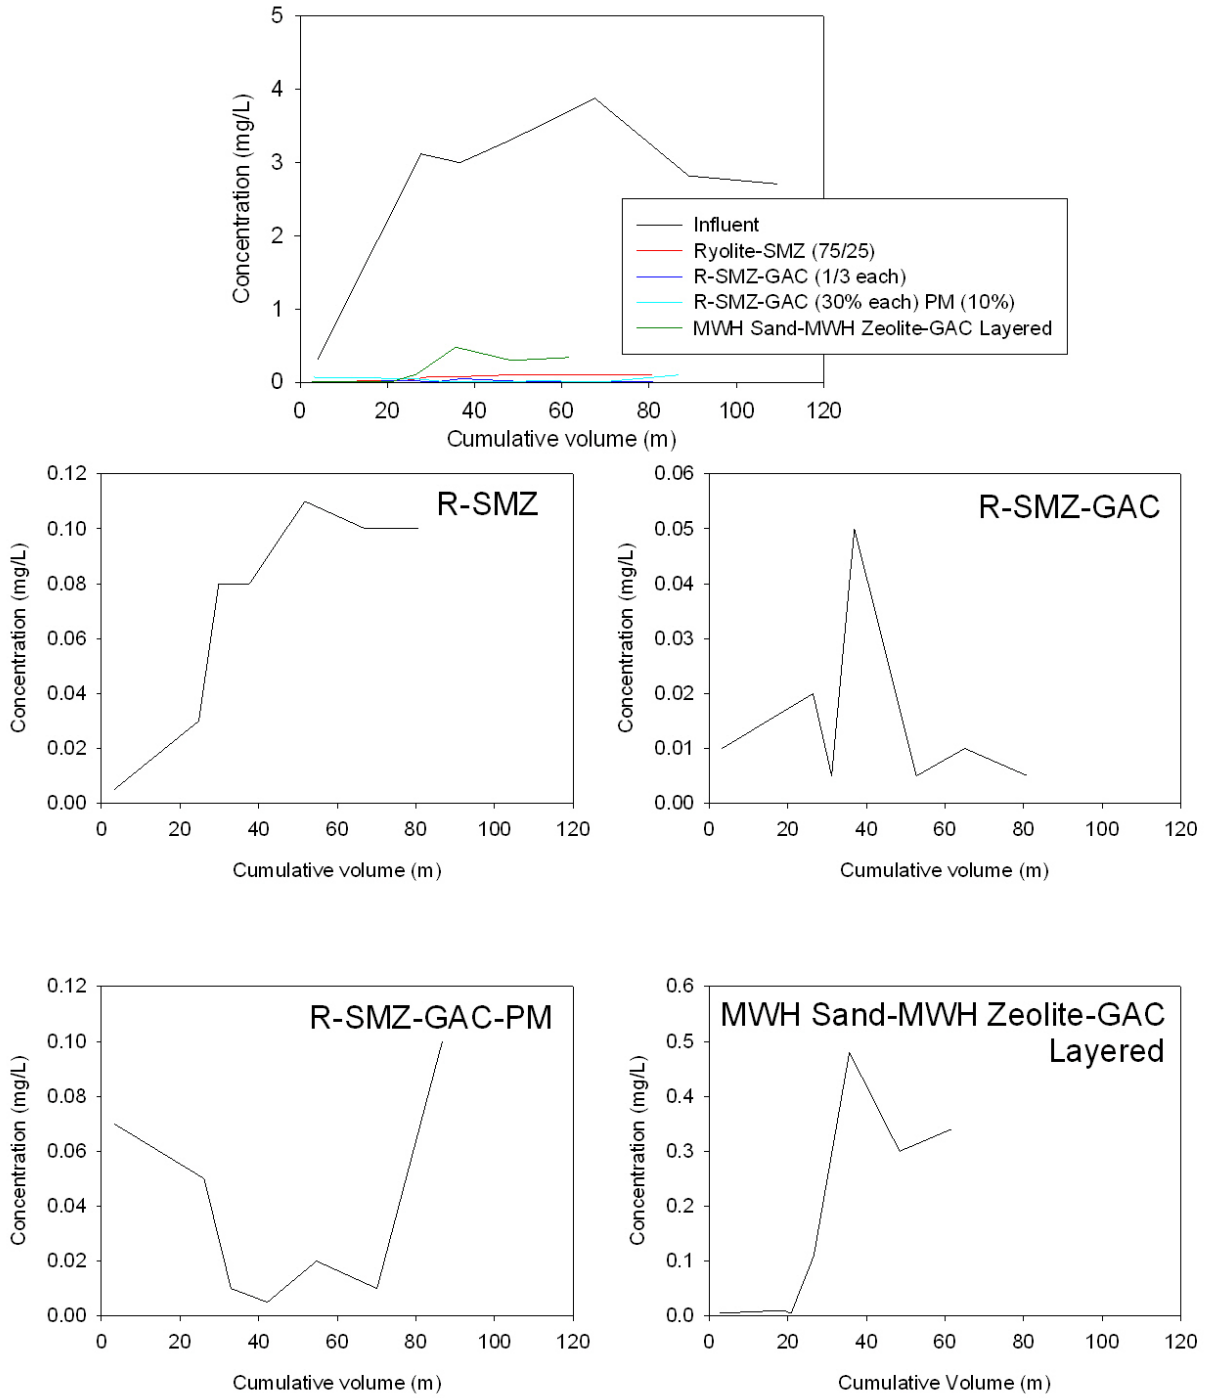 5
4
3
2
1
0
Concentration (mg/L)
0 20 40 60 80 100 120
Cumulative volume (m)
Influent
Ryolite-SMZ (75/25)
R-SMZ-GAC (1/3 each)
R-SMZ-GAC (30% each) PM (10%)
MWH Sand-MWH Zeolite-GAC Layered
R-SMZ
0.12
0.10
0.08
0.06
0.04
0.02
0.00
Concentration (mg/L)
0 20 40 60 80 100 120
Cumulative volume (m)
R-SMZ-GAC
0.06
0.05
0.04
0.03
0.02
0.01
0.00
Concentration (mg/L)
0 20 40 60 80 100 120
Cumulative volume (m)
R-SMZ-GAC-PM
0.12
0.10
0.08
0.06
0.04
0.02
0.00
Concentration (mg/L)
0 20 40 60 80 100 120
Cumulative volume (m)
MWH Sand-MWH Zeolite-GAC
Layered
0.6
0.5
0.4
0.3
0.2
0.1
0.0
Concentration (mg/L)
0 20 40 60 80 100 120
Cumulative Volume (m)